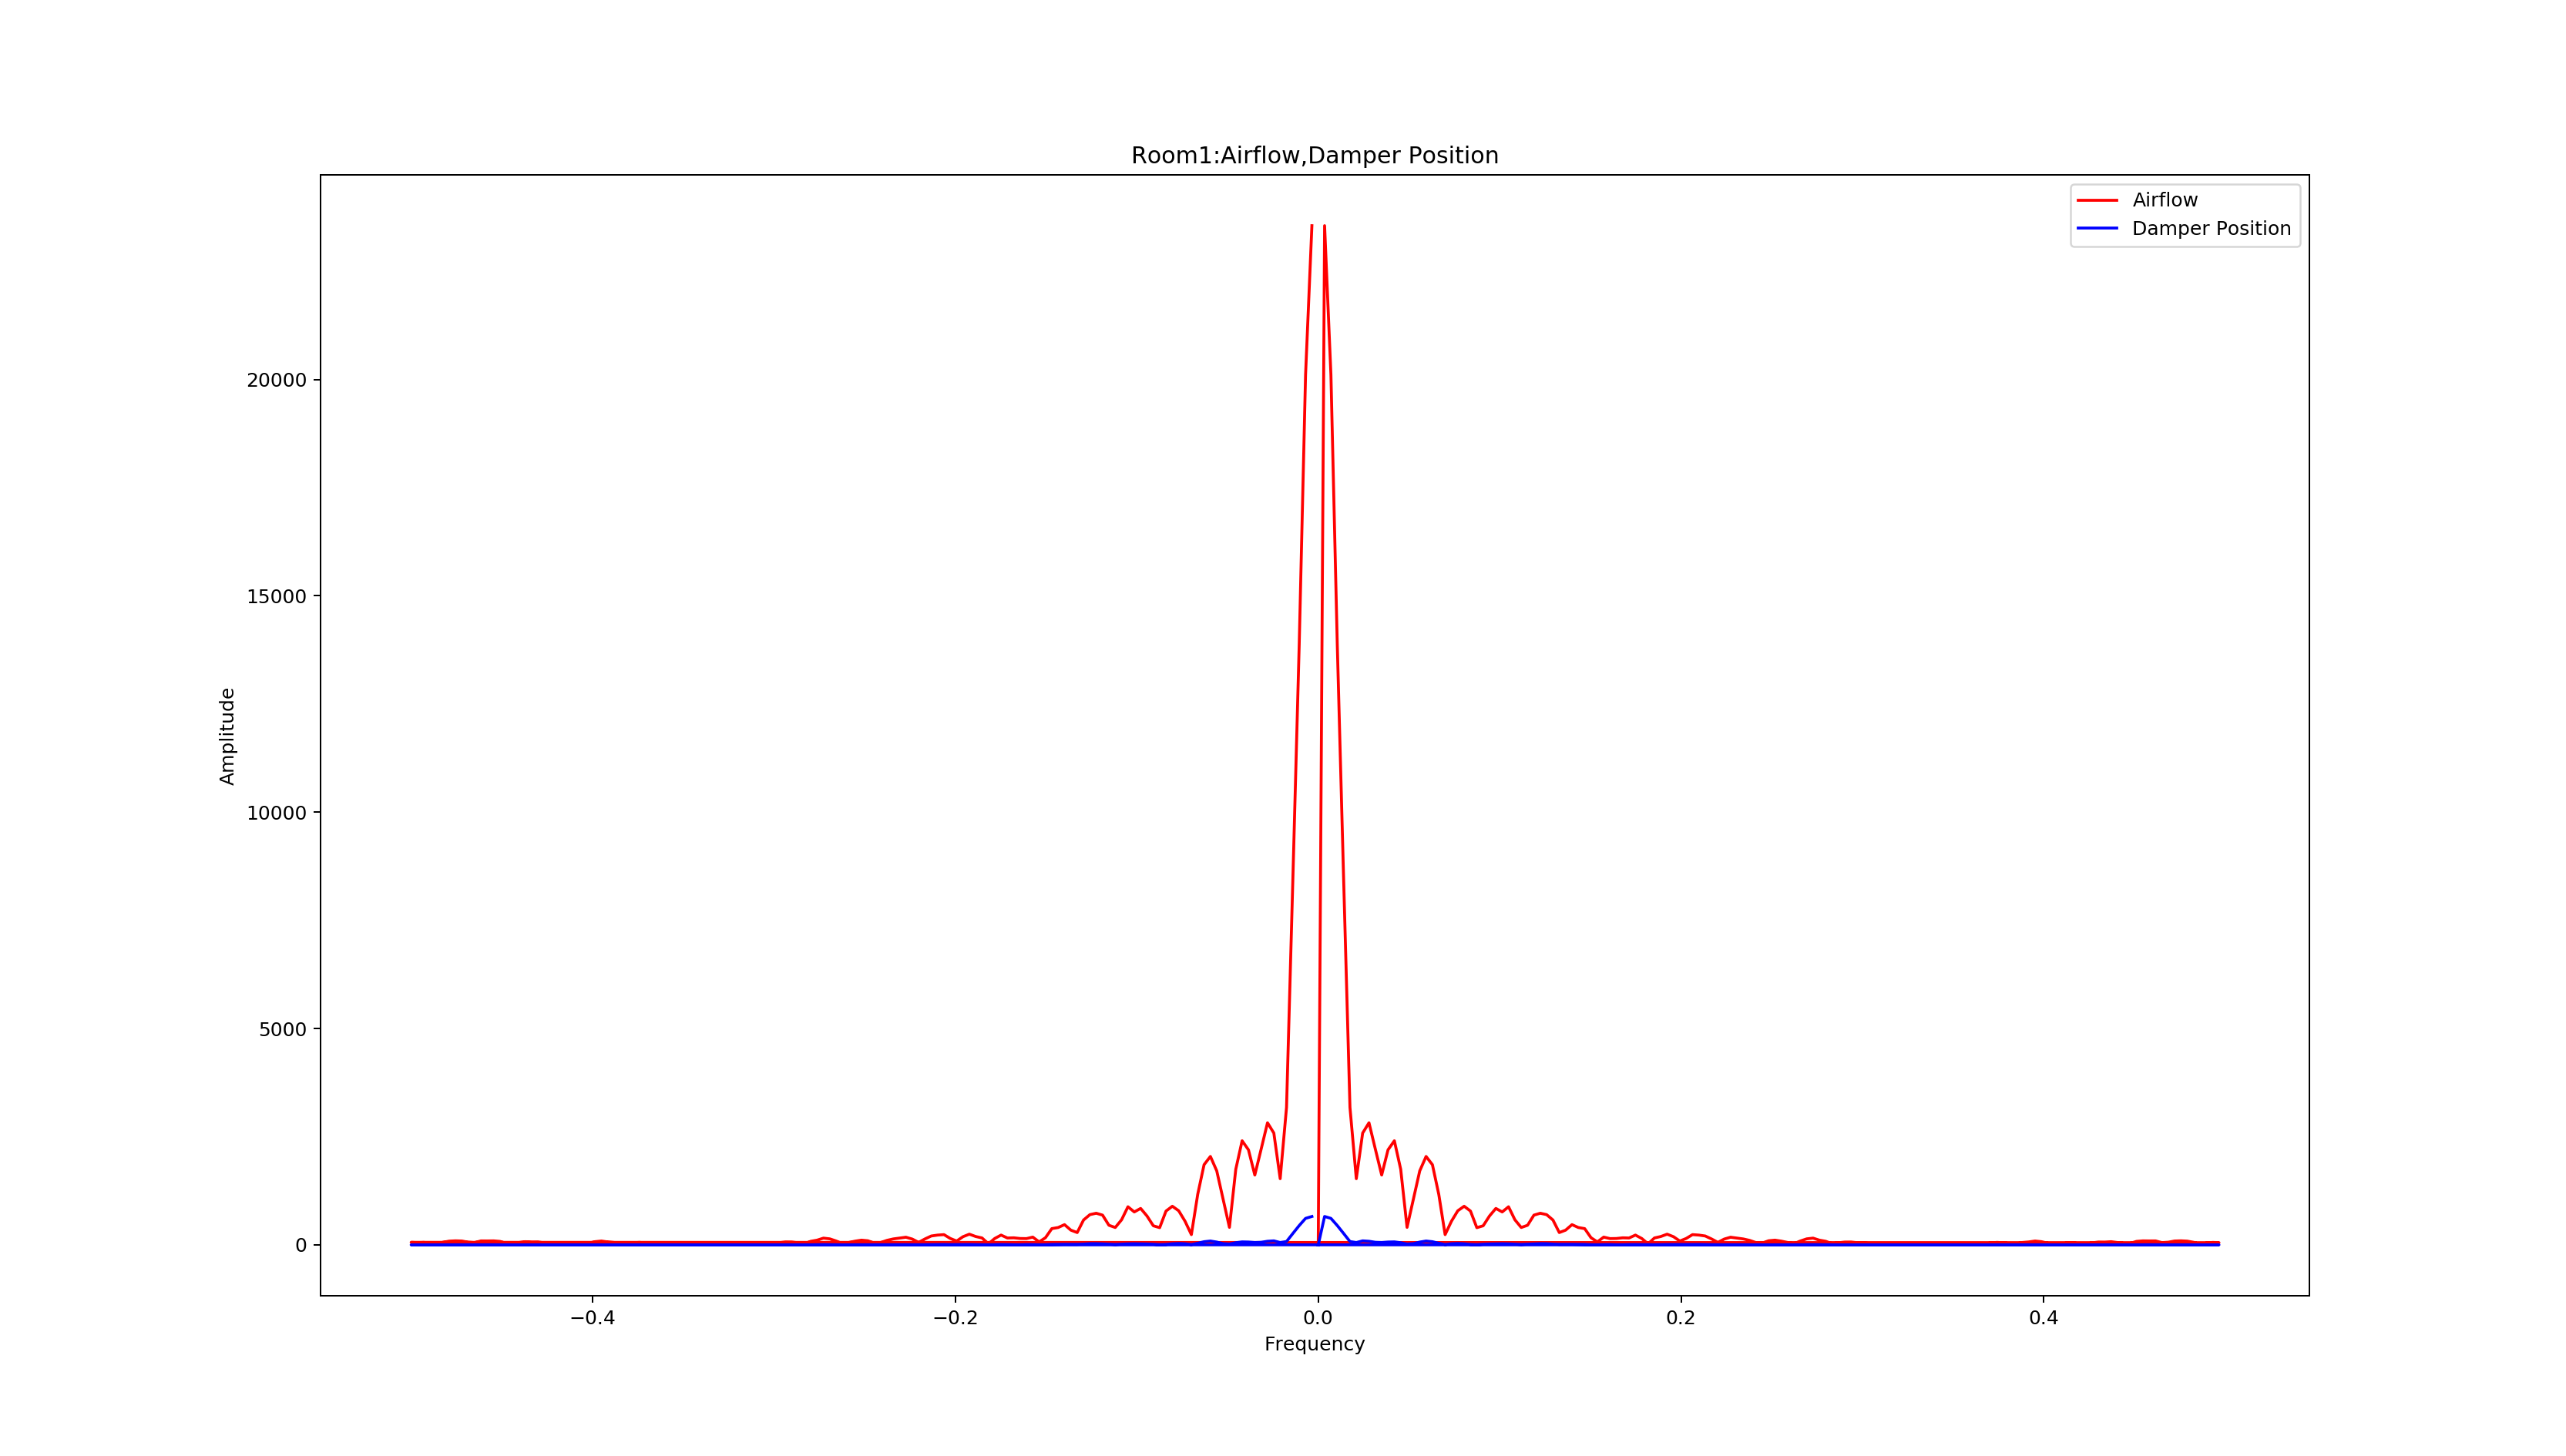 Room1:Airflow,Damper Position
Airflow
Damper Position
20000
15000
10000
5000
0
Amplitude
−0.4
−0.2
0.0
0.2
0.4
Frequency